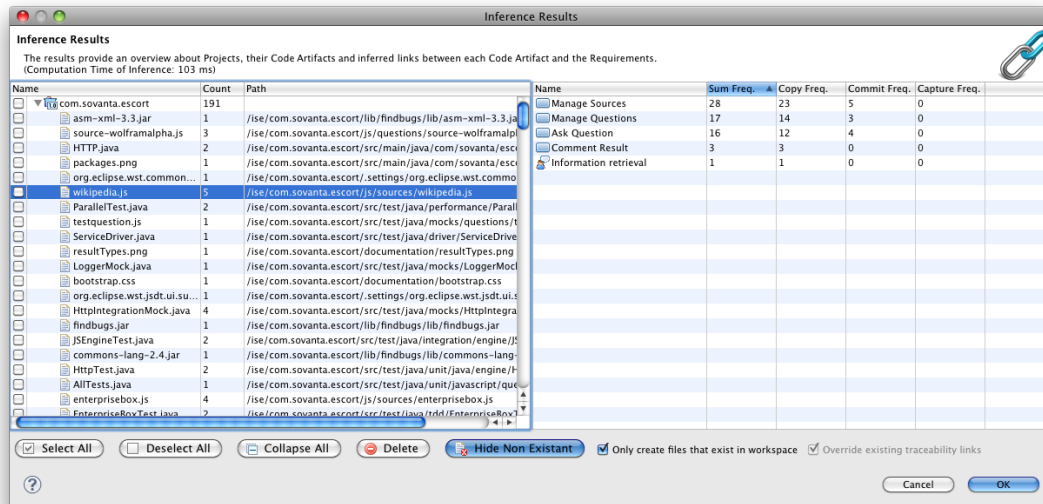 Inference Results
Inference Results
The results provide an overview about Projects, their Code Artifacts and inferred links between each Code Artifact and the Requirements.
(Computation Time of Inference: 103 ms)
Name Count Path
com.sovanta.escort 191
asm-xml-3.3.jar 1 /ise/com.sovanta.escort/lib/findbugs/lib/asm-xml-3.3.ja
source-wolframalpha.js 3 /ise/com.sovanta.escort/js/questions/source-wolframalpl
HTTP.java 2 /ise/com.sovanta.escort/src/main/java/com/sovanta/esc
packages.png 1 /ise/com.sovanta.escort/src/main/java/com/sovanta/esc
org.eclipse.wst.common... 1 /ise/com.sovanta.escort/.settings/org.eclipse.wst.commo
wikipedia.js 5 /ise/com.sovanta.escort/js/sources/wikipedia.js
ParallelTest.java 2 /ise/com.sovanta.escort/src/test/java/performance/Paral
testquestion.js 1 /ise/com.sovanta.escort/src/test/java/mocks/questions/t
ServiceDriver.java 1 /ise/com.sovanta.escort/src/test/java/driver/ServiceDrive
resultTypes.png 1 /ise/com.sovanta.escort/documentation/resultTypes.png
LoggerMock.java 1 /ise/com.sovanta.escort/src/test/java/mocks/LoggerMocl
bootstrap.css 1 /ise/com.sovanta.escort/documentation/bootstrap.css
org.eclipse.wst.jsdt.ui.su... 1 /ise/com.sovanta.escort/.settings/org.eclipse.wst.jsdt.ui.s
HttpIntegrationMock.java 4 /ise/com.sovanta.escort/src/test/java/mocks/HttpIntegra
findbugs.jar 1 /ise/com.sovanta.escort/lib/findbugs/lib/findbugs.jar
JSEngineTest.java 2 /ise/com.sovanta.escort/src/test/java/integration/engine/JS
commons-lang-2.4.jar 1 /ise/com.sovanta.escort/lib/findbugs/lib/commons-lang-
HttpTest.java 2 /ise/com.sovanta.escort/src/test/java/unit/java/engine/H
AllTests.java 1 /ise/com.sovanta.escort/src/test/java/unit/javascript/que
enterprisebox.js 4 /ise/com.sovanta.escort/js/sources/enterprisebox.js
EnterpriseBoxTest.java 2 /ise/com.sovanta.escort/src/test/java/tdd/EnterpriseBoxT
Name Sum Freq. Copy Freq. Commit Freq. Capture Freq.
Manage Sources 28 23 5 0
Manage Questions 17 14 3 0
Ask Question 16 12 4 0
Comment Result 3 3 0 0
Information retrieval 1 1 0 0
Select All Deselect All Collapse All Delete Hide Non Existant Only create files that exist in workspace Override existing traceability links
? Cancel OK